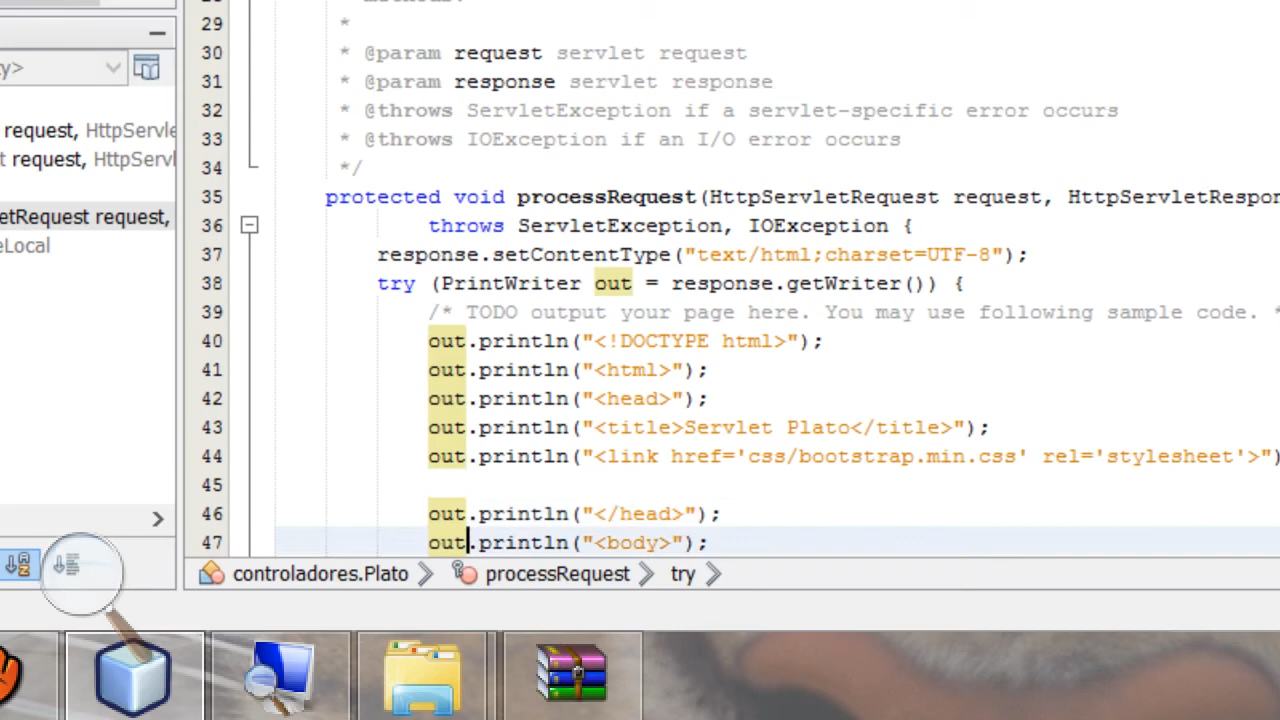 29 *
30 * @param request servlet request
31 * @param response servlet response
32 * @throws ServletException if a servlet-specific error occurs
33 * @throws IOException if an I/O error occurs
34 */
35 protected void processRequest(HttpServletRequest request, HttpServletRespon
36 throws ServletException, IOException {
37 response.setContentType("text/html;charset=UTF-8");
38 try (PrintWriter out = response.getWriter()) {
39 /* TODO output your page here. You may use following sample code. *
40 out.println("<!DOCTYPE html>");
41 out.println("<html>");
42 out.println("<head>");
43 out.println("<title>Servlet Plato</title>");
44 out.println("<link href='css/bootstrap.min.css' rel='stylesheet'>")
45
46 out.println("</head>");
47 out.println("<body>");
y>
request, HttpServle
t request, HttpServl
etRequest request,
eLocal
controladores.Plato
processRequest
try